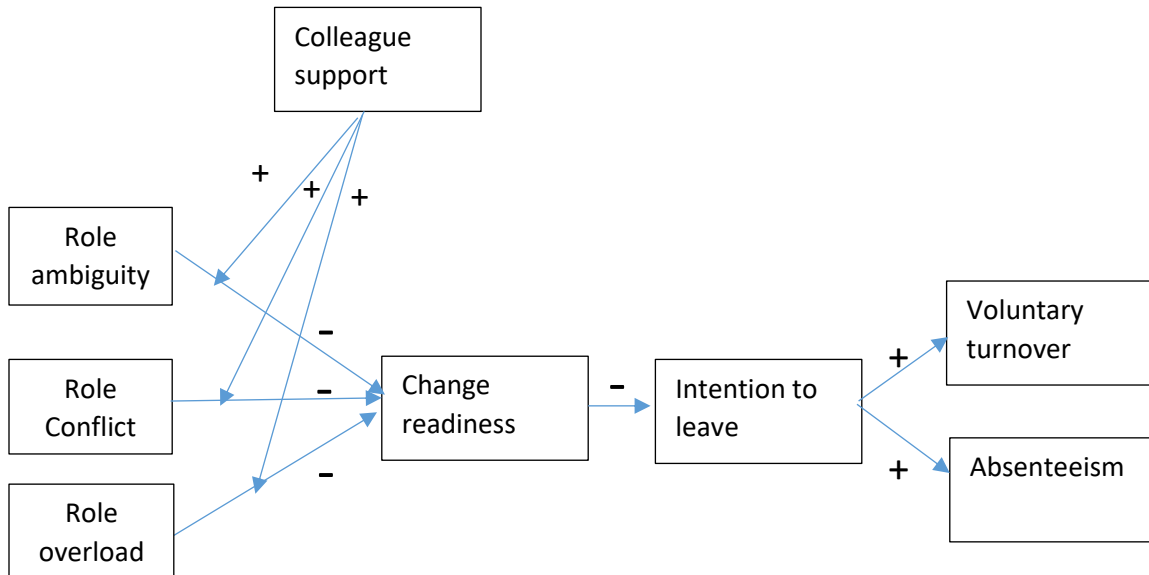 Colleague
support
+
+
+
Role
ambiguity
Role
Conflict
Role
overload
-
-
-
Change
readiness
-
Intention to
leave
+
+
Voluntary
turnover
Absenteeism